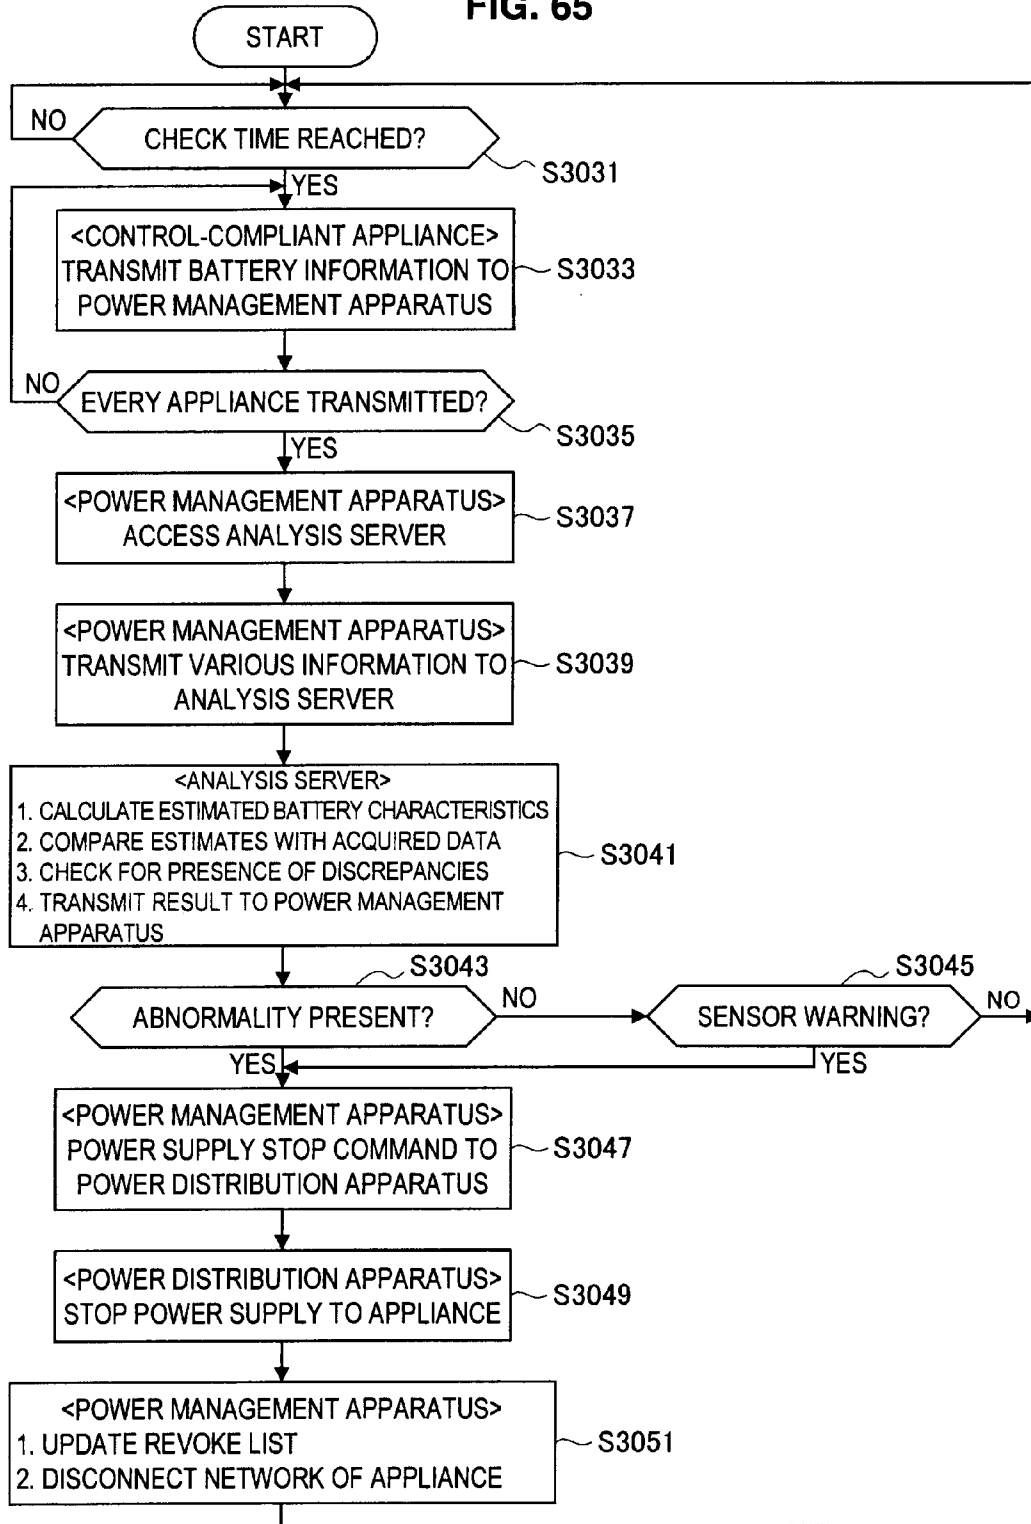 FIG. 65
START
NO
CHECK TIME REACHED?
S3031
YES
<CONTROL-COMPLIANT APPLIANCE>
TRANSMIT BATTERY INFORMATION TO
POWER MANAGEMENT APPARATUS
S3033
NO
EVERY APPLIANCE TRANSMITTED?
S3035
YES
<POWER MANAGEMENT APPARATUS>
ACCESS ANALYSIS SERVER
S3037
<POWER MANAGEMENT APPARATUS>
TRANSMIT VARIOUS INFORMATION TO
ANALYSIS SERVER
S3039
<ANALYSIS SERVER>
1. CALCULATE ESTIMATED BATTERY CHARACTERISTICS
2. COMPARE ESTIMATES WITH ACQUIRED DATA
3. CHECK FOR PRESENCE OF DISCREPANCIES
4. TRANSMIT RESULT TO POWER MANAGEMENT
APPARATUS
S3041
S3043
ABNORMALITY PRESENT?
NO
S3045
SENSOR WARNING?
NO
YES
YES
<POWER MANAGEMENT APPARATUS>
POWER SUPPLY STOP COMMAND TO
POWER DISTRIBUTION APPARATUS
S3047
<POWER DISTRIBUTION APPARATUS>
STOP POWER SUPPLY TO APPLIANCE
S3049
<POWER MANAGEMENT APPARATUS>
1. UPDATE REVOKE LIST
2. DISCONNECT NETWORK OF APPLIANCE
S3051